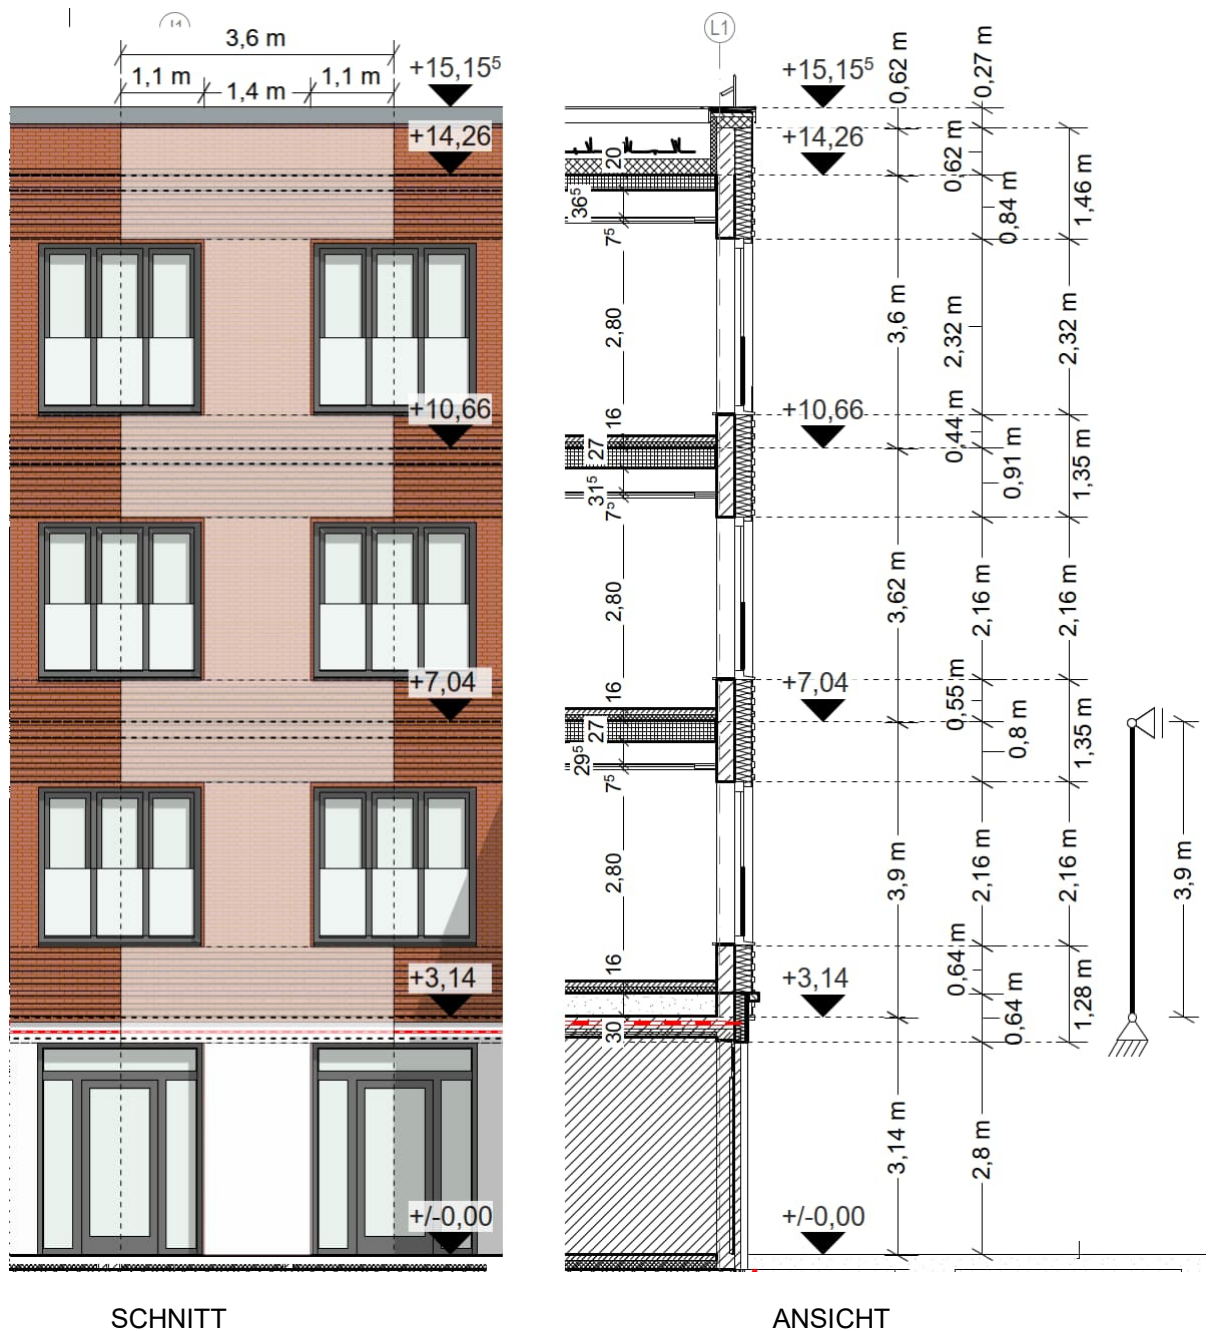 3,6 m
1,1 m
1,4 m
1,1 m
+15,15⁵
+14,26
+10,66
+7,04
+3,14
+/-0,00
SCHNITT
L1
20
36⁵
7⁵
2,80
16
27
31⁵
7⁵
2,80
16
27
29⁵
7⁵
2,80
16
30
+15,15⁵
+14,26
+10,66
+7,04
+3,14
+/-0,00
0,62 m
3,6 m
3,62 m
3,9 m
3,14 m
0,27 m
0,62 m
0,84 m
2,32 m
0,44 m
0,91 m
2,16 m
0,55 m
0,8 m
2,16 m
0,64 m
0,64 m
2,8 m
1,46 m
2,32 m
1,35 m
2,16 m
1,35 m
2,16 m
1,28 m
3,9 m
ANSICHT